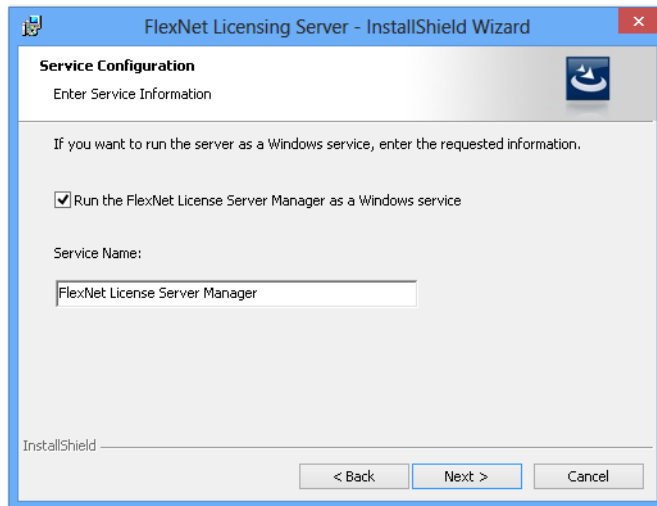 FlexNet Licensing Server - InstallShield Wizard
Service Configuration
Enter Service Information
If you want to run the server as a Windows service, enter the requested information.
Run the FlexNet License Server Manager as a Windows service
Service Name:
FlexNet License Server Manager
InstallShield
< Back
Next >
Cancel